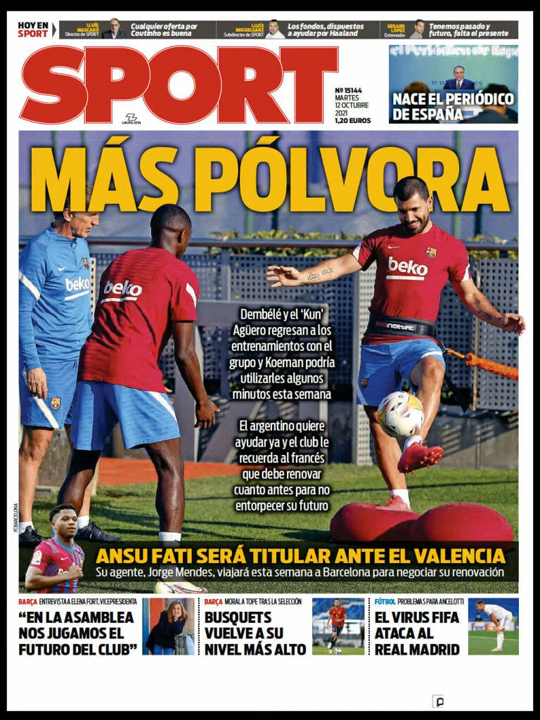 HOY EN
SPORT
LLUÍS
MASCARÓ
Director de SPORT
Cualquier oferta por
Coutinho es buena
LLUÍS
MIGUELSANZ
Subdirector de SPORT
Los fondos, dispuestos
a ayudar por Haaland
GERARD
LÓPEZ
Entrenador
Tenemos pasado y
futuro, falta el presente
SPORT
Nº 15144
MARTES
12 OCTUBRE
2021
1,20 EUROS
NACE EL PERIÓDICO
DE ESPAÑA
MÁS PÓLVORA
beko
beko
beko
Dembélé y el 'Kun'
Agüero regresan a los
entrenamientos con el
grupo y Koeman podría
utilizarles algunos
minutos esta semana
El argentino quiere
ayudar ya y el club le
recuerda al francés
que debe renovar
cuanto antes para no
entorpecer su futuro
FC BARCELONA
ANSU FATI SERÁ TITULAR ANTE EL VALENCIA
Su agente, Jorge Mendes, viajará esta semana a Barcelona para negociar su renovación
BARÇA ENTREVISTA A ELENA FORT, VICEPRESIDENTA
"EN LA ASAMBLEA
NOS JUGAMOS EL
FUTURO DEL CLUB"
BARÇA MORAL A TOPE TRAS LA SELECCIÓN
BUSQUETS
VUELVE A SU
NIVEL MÁS ALTO
FÚTBOL PROBLEMAS PARA ANCELOTTI
EL VIRUS FIFA
ATACA AL
REAL MADRID